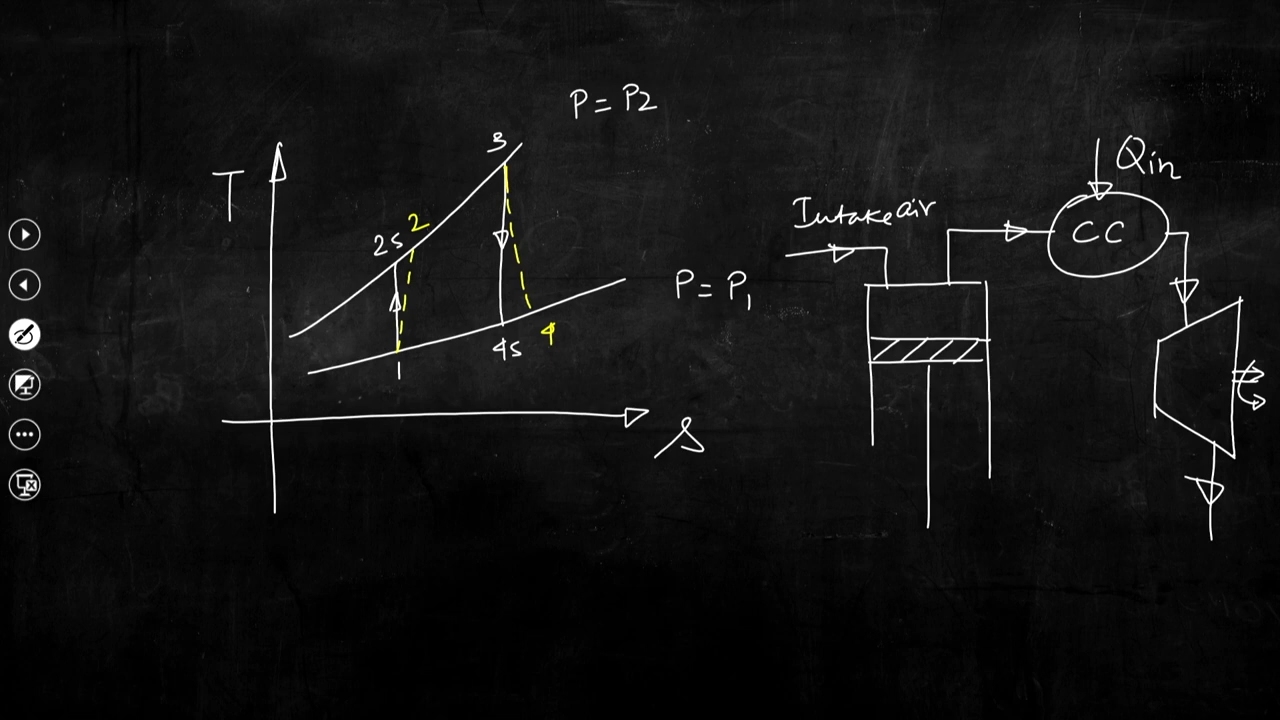 P = P2
3
T
Qin
Intake air
CC
2s 2
P = P1
4s 4
1
s